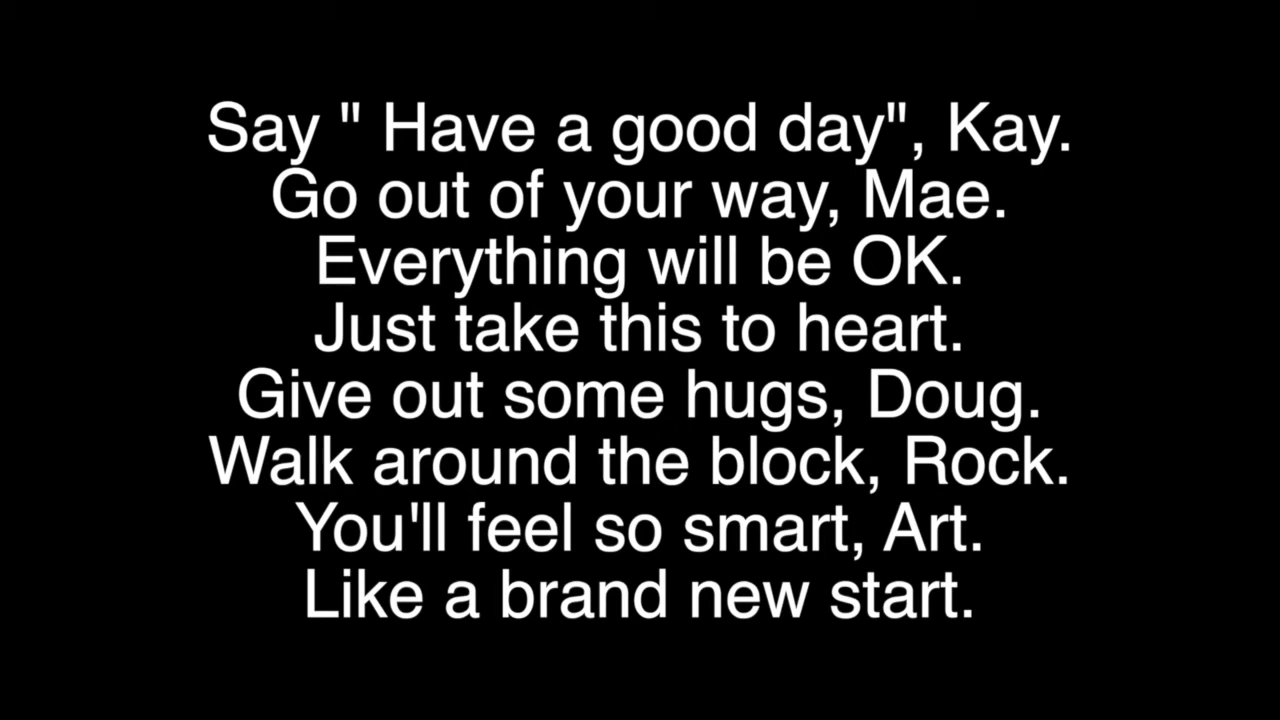 Say " Have a good day", Kay.
Go out of your way, Mae.
Everything will be OK.
Just take this to heart.
Give out some hugs, Doug.
Walk around the block, Rock.
You'll feel so smart, Art.
Like a brand new start.